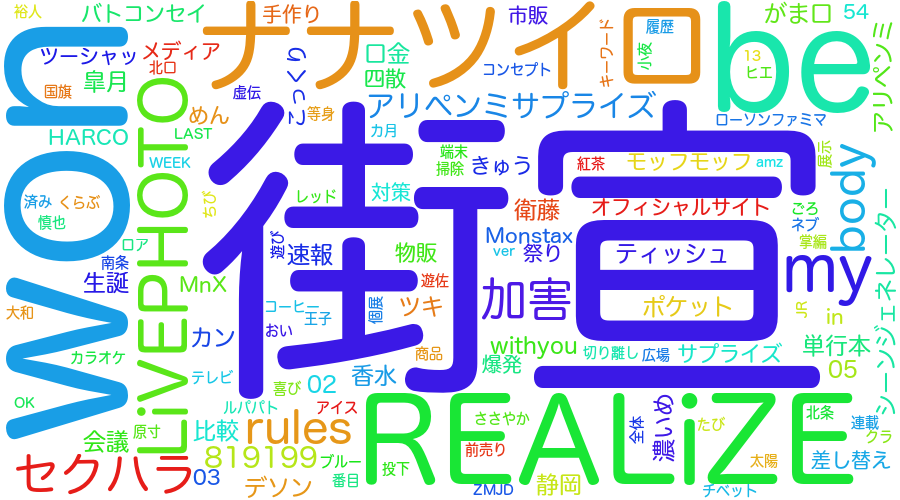 裕人
バトコンセイ
ナナツイロ
手作り
市販
be
がま口
54
Won
ツーシャッ
メディア
北口
皐月
国旗
虚伝
口金
四散
コンセプト
キーワード
履歴
小夜
13
ヒエ
アリペンミ
LiVEPHOTO
HARCO
めん
LAST
WEEK
こっくり
等身
アリペンミサプライズ
カ月
ローソンファミマ
街宣
端末
掃除
きゅう
紅茶
モッフモッフ
amz
展示
済み
くらぶ
慎也
ちび
レッド
対策
衛藤
オフィシャルサイト
ごろ
ネブ
掌編
body
ロア
南条
生誕
遊び
速報
物販
Monstax
ver
祭り
ティッシュ
my
シーンジェネレーター
MnX
大和
コーヒー
王子
個展
遊佐
ツキ
加害
ポケット
JR
in
カン
おい
カラオケ
テレビ
喜び
02
香水
商品
withyou
爆発
切り離し
広場
サプライズ
単行本
05
OK
ルパパト
アイス
REALiZE
北条
連載
クラ
会議
原寸
比較
rules
ささやか
前売り
全体
濃いめ
たび
太陽
差し替え
セクハラ
03
819199
ブルー
番目
投下
デソン
ZMJD
静岡
チベット